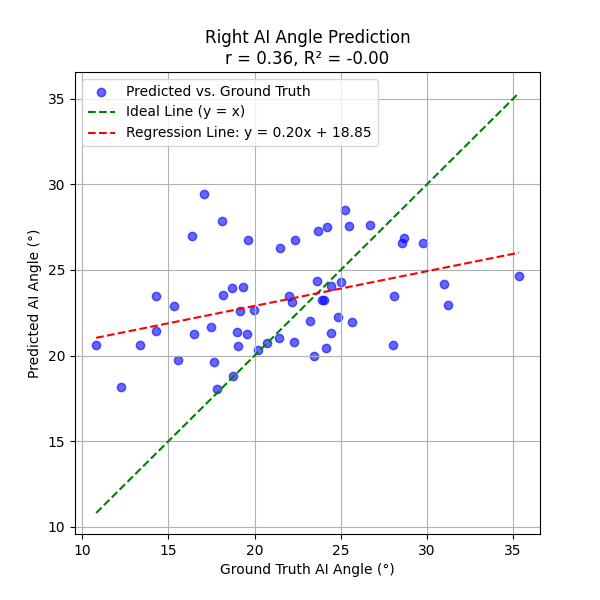 Right AI Angle Prediction
r = 0.36, R² = -0.00
Predicted vs. Ground Truth
Ideal Line (y = x)
Regression Line: y = 0.20x + 18.85
35
30
25
20
15
10
Predicted AI Angle (°)
10 15 20 25 30 35
Ground Truth AI Angle (°)